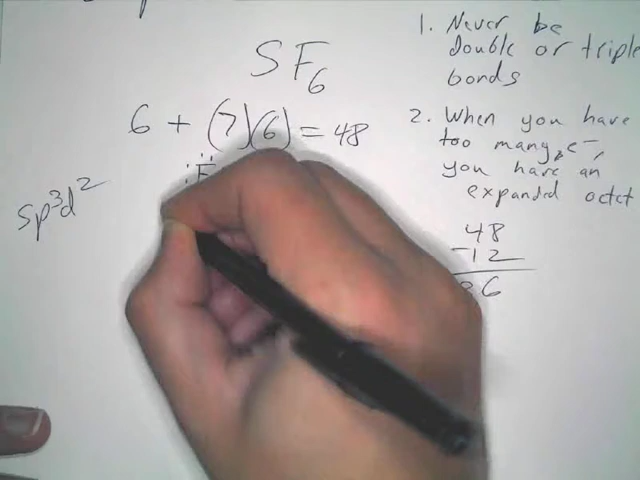 SF6
6 + (7)(6) = 48
:F
sp³d²
1. Never be
double or triple
bonds
2. When you have
too many e⁻,
you have an
expanded octet
48
-12
36